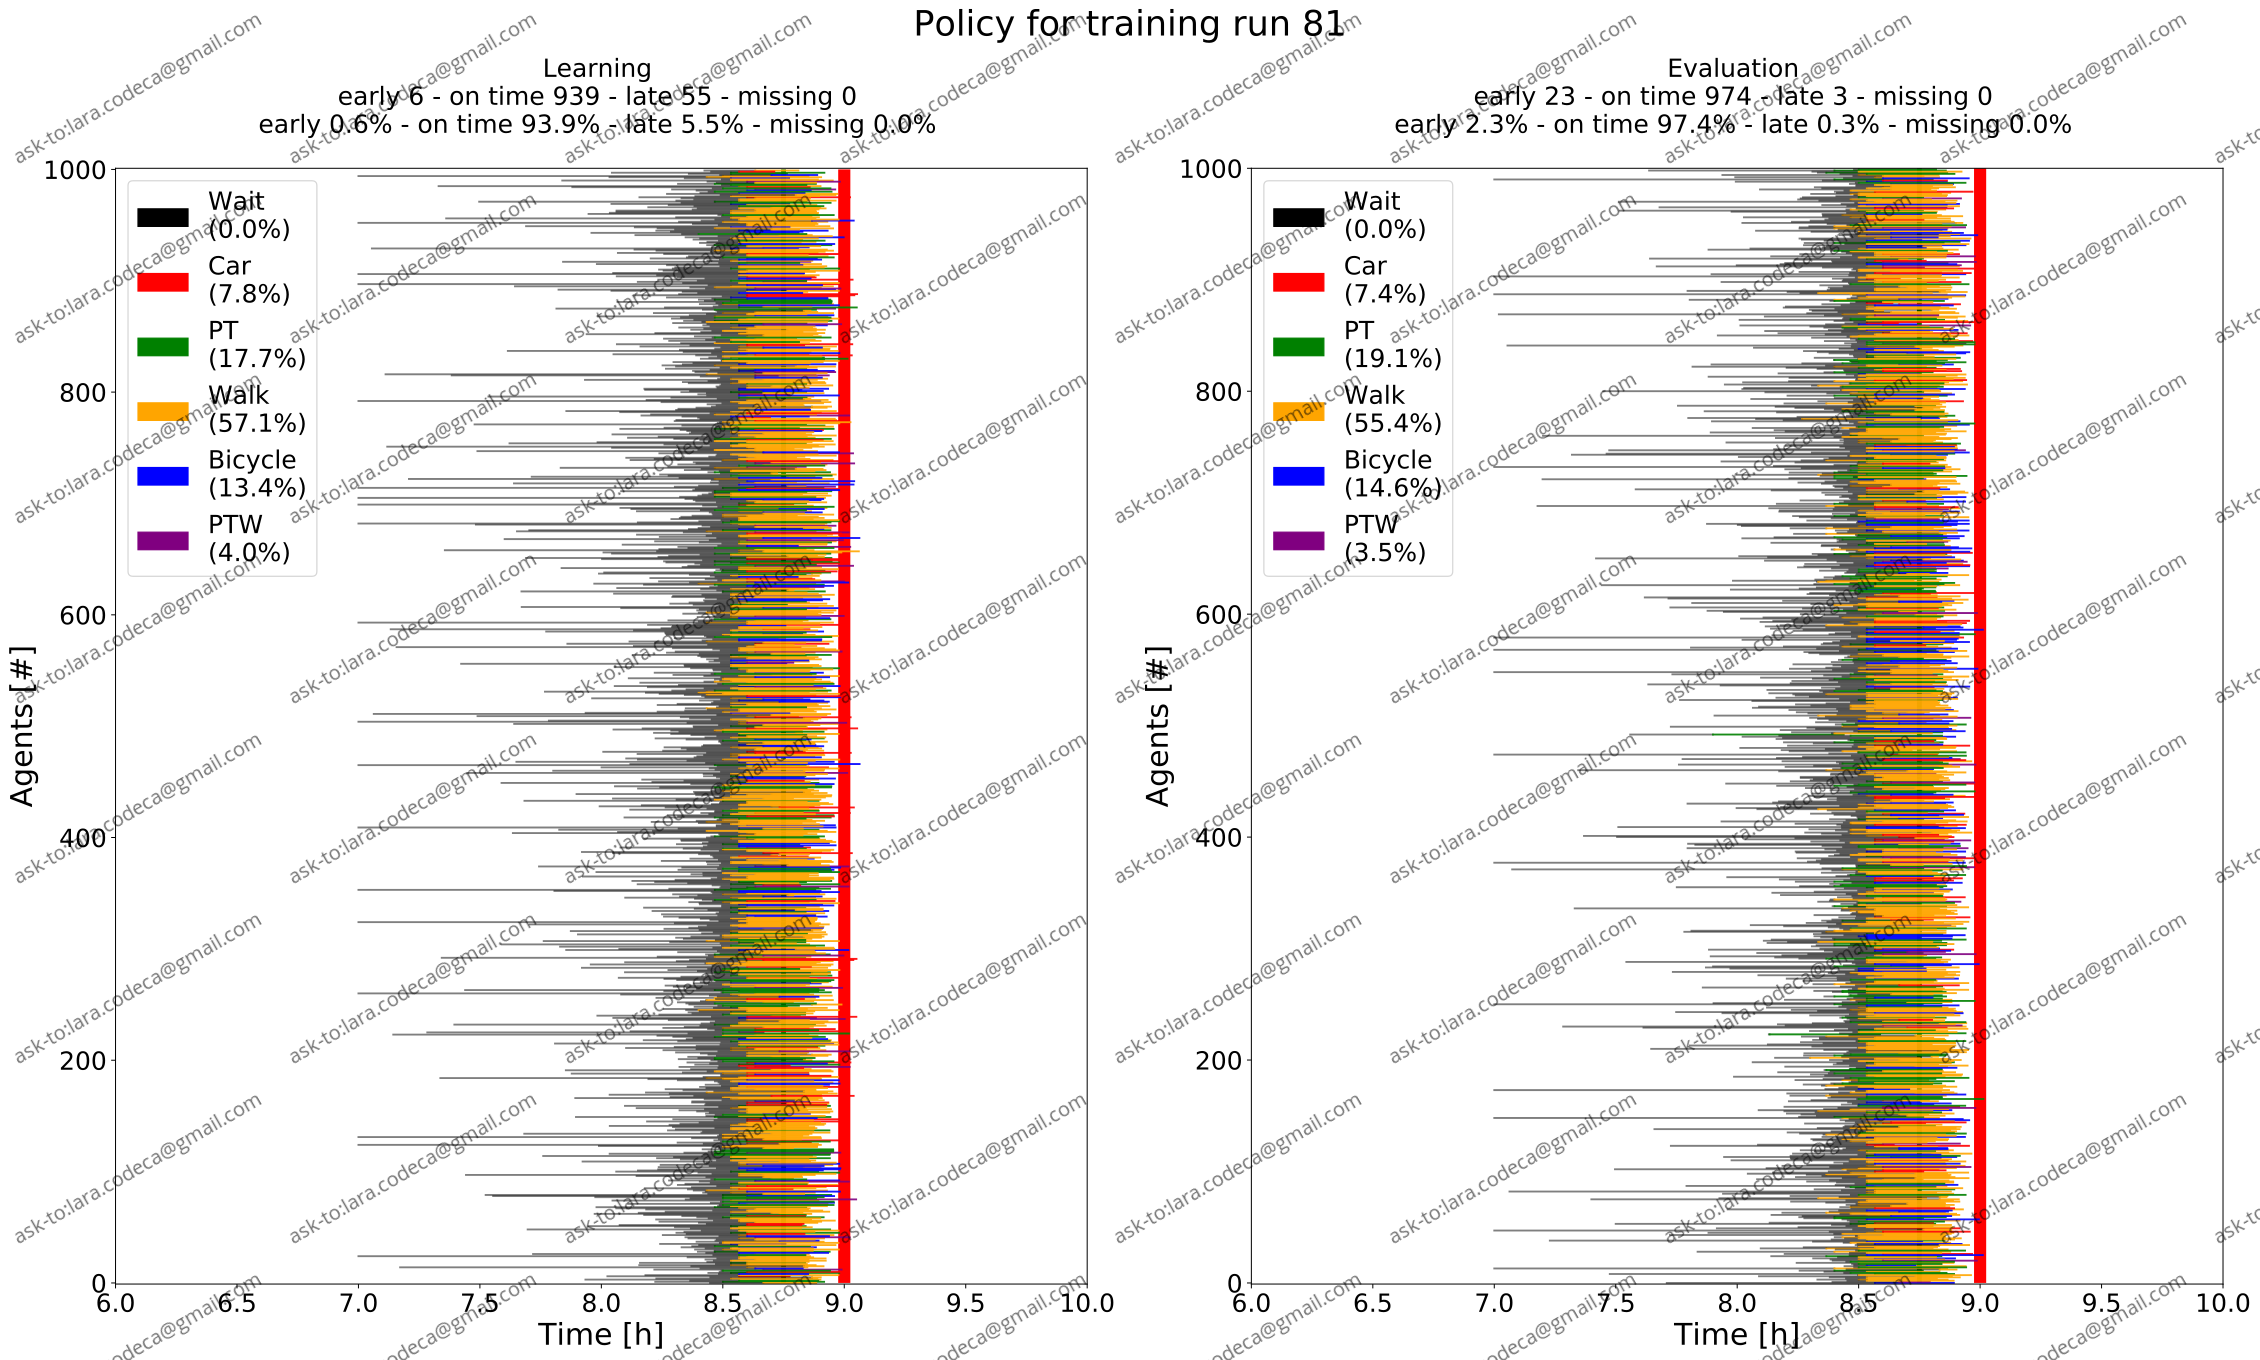 Policy for training run 81
Learning
early 6 - on time 939 - late 55 - missing 0
early 0.6% - on time 93.9% - late 5.5% - missing 0.0%
1000
800
600
400
200
0
Agents [#]
Wait
(0.0%)
Car
(7.8%)
PT
(17.7%)
Walk
(57.1%)
Bicycle
(13.4%)
PTW
(4.0%)
6.0 6.5 7.0 7.5 8.0 8.5 9.0 9.5 10.0
Time [h]
Evaluation
early 23 - on time 974 - late 3 - missing 0
early 2.3% - on time 97.4% - late 0.3% - missing 0.0%
1000
800
600
400
200
0
Agents [#]
Wait
(0.0%)
Car
(7.4%)
PT
(19.1%)
Walk
(55.4%)
Bicycle
(14.6%)
PTW
(3.5%)
6.0 6.5 7.0 7.5 8.0 8.5 9.0 9.5 10.0
Time [h]
ask-to:lara.codeca@gmail.com